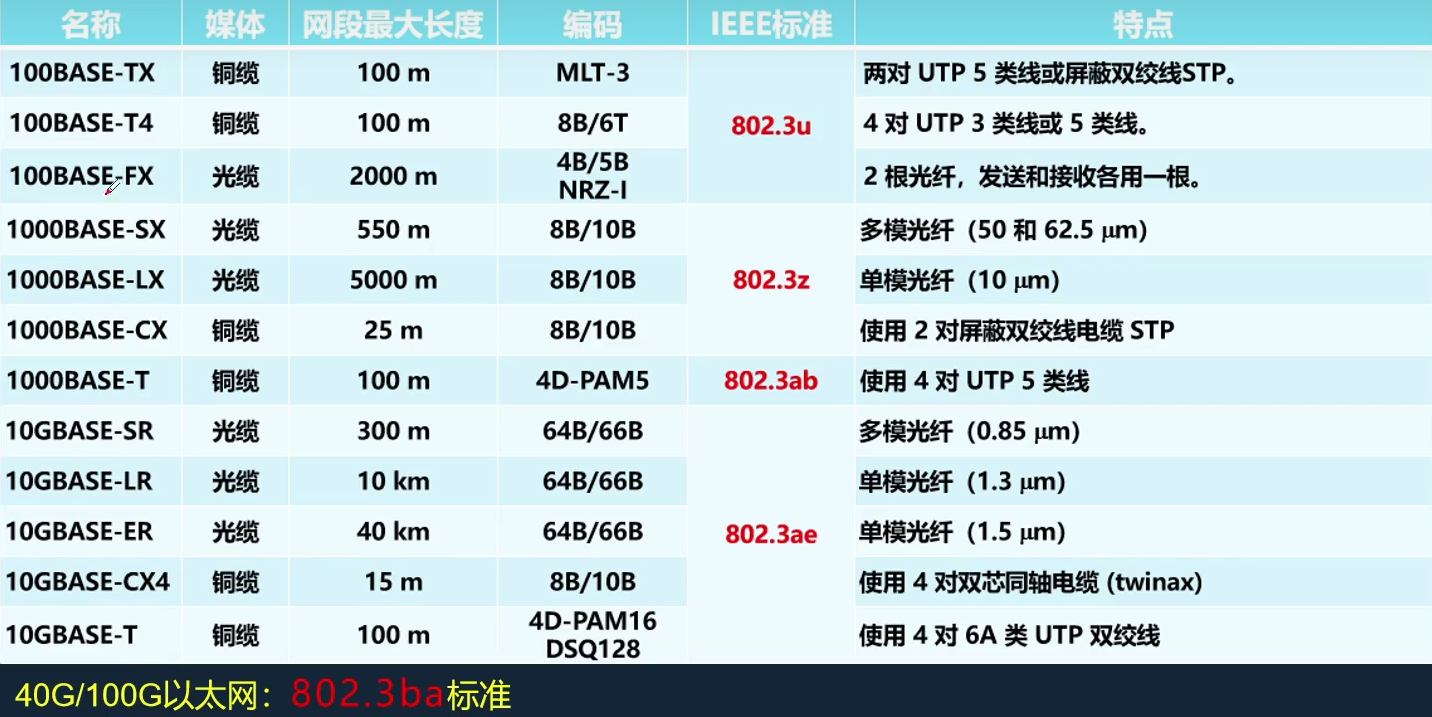 名称 媒体 网段最大长度 编码 IEEE标准 特点
100BASE-TX 铜缆 100 m MLT-3 两对 UTP 5 类线或屏蔽双绞线STP。
100BASE-T4 铜缆 100 m 8B/6T 802.3u 4 对 UTP 3 类线或 5 类线。
100BASE-FX 光缆 2000 m 4B/5B NRZ-I 2 根光纤，发送和接收各用一根。
1000BASE-SX 光缆 550 m 8B/10B 多模光纤（50 和 62.5 μm）
1000BASE-LX 光缆 5000 m 8B/10B 802.3z 单模光纤（10 μm）
1000BASE-CX 铜缆 25 m 8B/10B 使用 2 对屏蔽双绞线电缆 STP
1000BASE-T 铜缆 100 m 4D-PAM5 802.3ab 使用 4 对 UTP 5 类线
10GBASE-SR 光缆 300 m 64B/66B 多模光纤（0.85 μm）
10GBASE-LR 光缆 10 km 64B/66B 单模光纤（1.3 μm）
10GBASE-ER 光缆 40 km 64B/66B 802.3ae 单模光纤（1.5 μm）
10GBASE-CX4 铜缆 15 m 8B/10B 使用 4 对双芯同轴电缆 (twinax)
10GBASE-T 铜缆 100 m 4D-PAM16 DSQ128 使用 4 对 6A 类 UTP 双绞线
40G/100G以太网：802.3ba标准